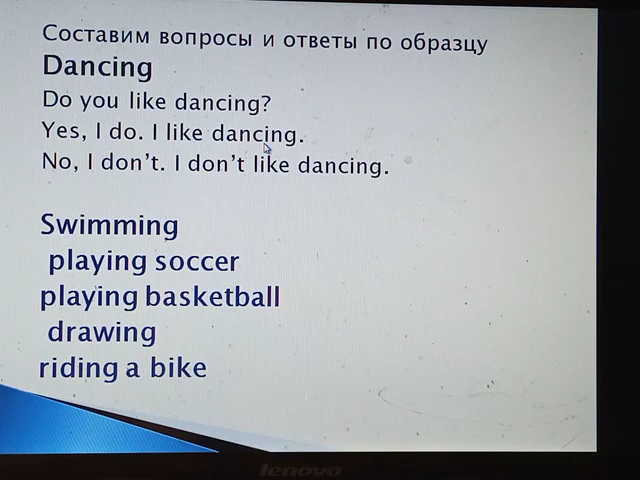 Составим вопросы и ответы по образцу
Dancing
Do you like dancing?
Yes, I do. I like dancing.
No, I don't. I don't like dancing.
Swimming
playing soccer
playing basketball
drawing
riding a bike
lenovo